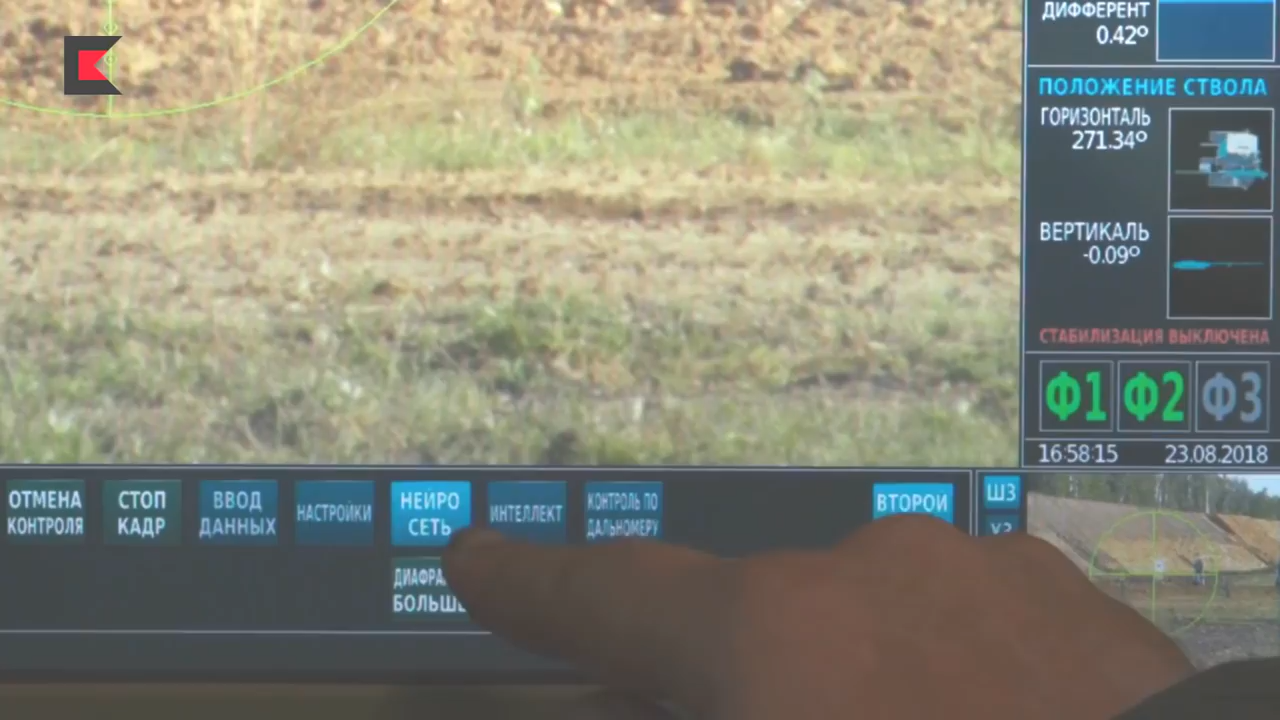 ДИФФЕРЕНТ
0.42°
ПОЛОЖЕНИЕ СТВОЛА
ГОРИЗОНТАЛЬ
271.34°
ВЕРТИКАЛЬ
-0.09°
СТАБИЛИЗАЦИЯ ВЫКЛЮЧЕНА
Ф1 Ф2 Ф3
16:58:15 23.08.2018
ОТМЕНА
КОНТРОЛЯ
СТОП
КАДР
ВВОД
ДАННЫХ
НАСТРОЙКИ
НЕЙРО
СЕТЬ
ИНТЕЛЛЕКТ
КОНТРОЛЬ ПО
ДАЛЬНОМЕРУ
ВТОРОЙ
ШЗ
БОЛЬШЕ